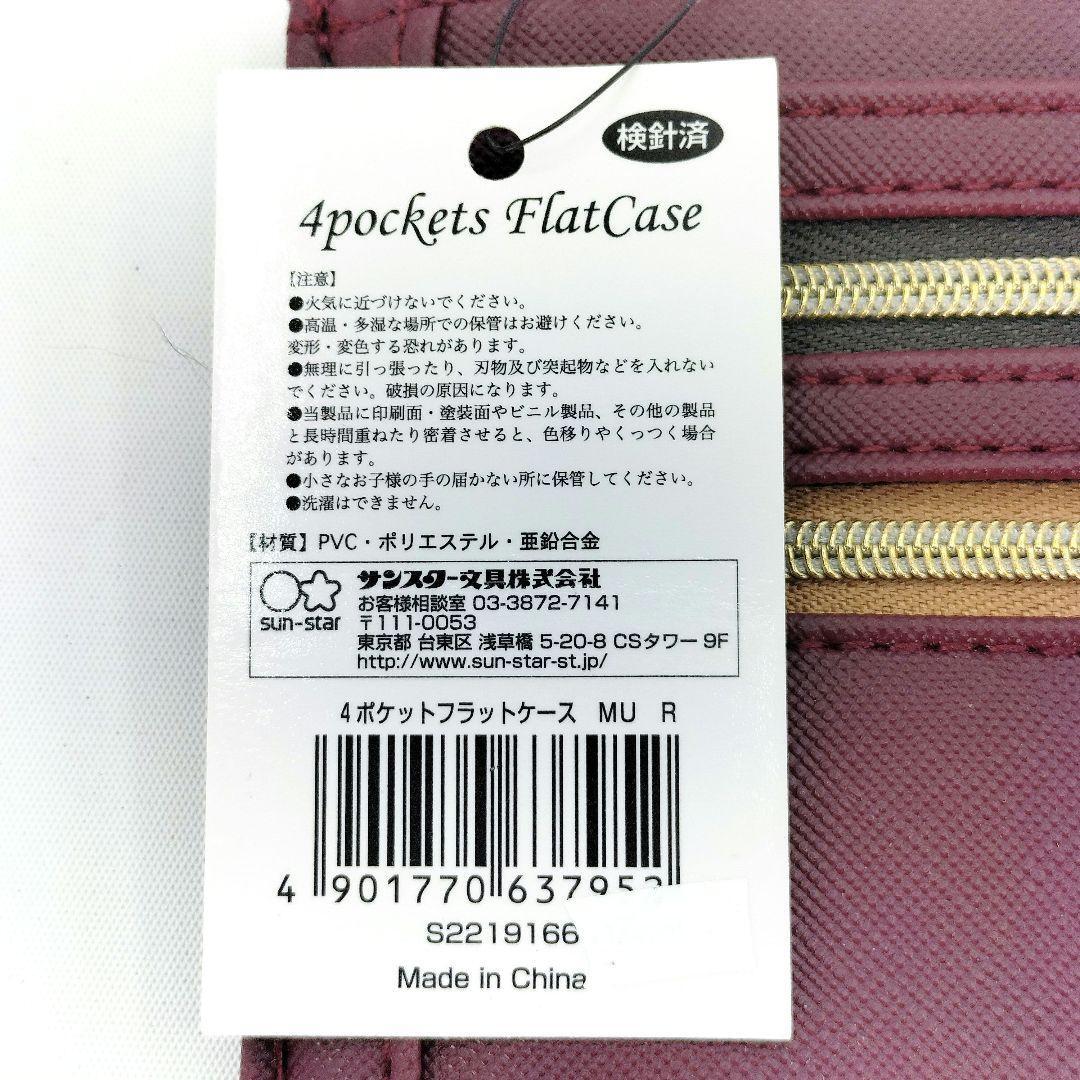 検針済
4pockets FlatCase
【注意】
●火気に近づけないでください。
●高温・多湿な場所での保管はお避けください。
変形・変色する恐れがあります。
●無理に引っ張ったり、刃物及び突起物などを入れない
でください。破損の原因になります。
●当製品に印刷面・塗装面やビニル製品、その他の製品
と長時間重ねたり密着させると、色移りやくっつく場合
があります。
●小さなお子様の手の届かない所に保管してください。
●洗濯はできません。
【材質】PVC・ポリエステル・亜鉛合金
サンスター文具株式会社
お客様相談室 03-3872-7141
〒111-0053
東京都 台東区 浅草橋 5-20-8 CSタワー 9F
http://www.sun-star-st.jp/
sun-star
4ポケットフラットケース MU R
4 901770 637953
S2219166
Made in China